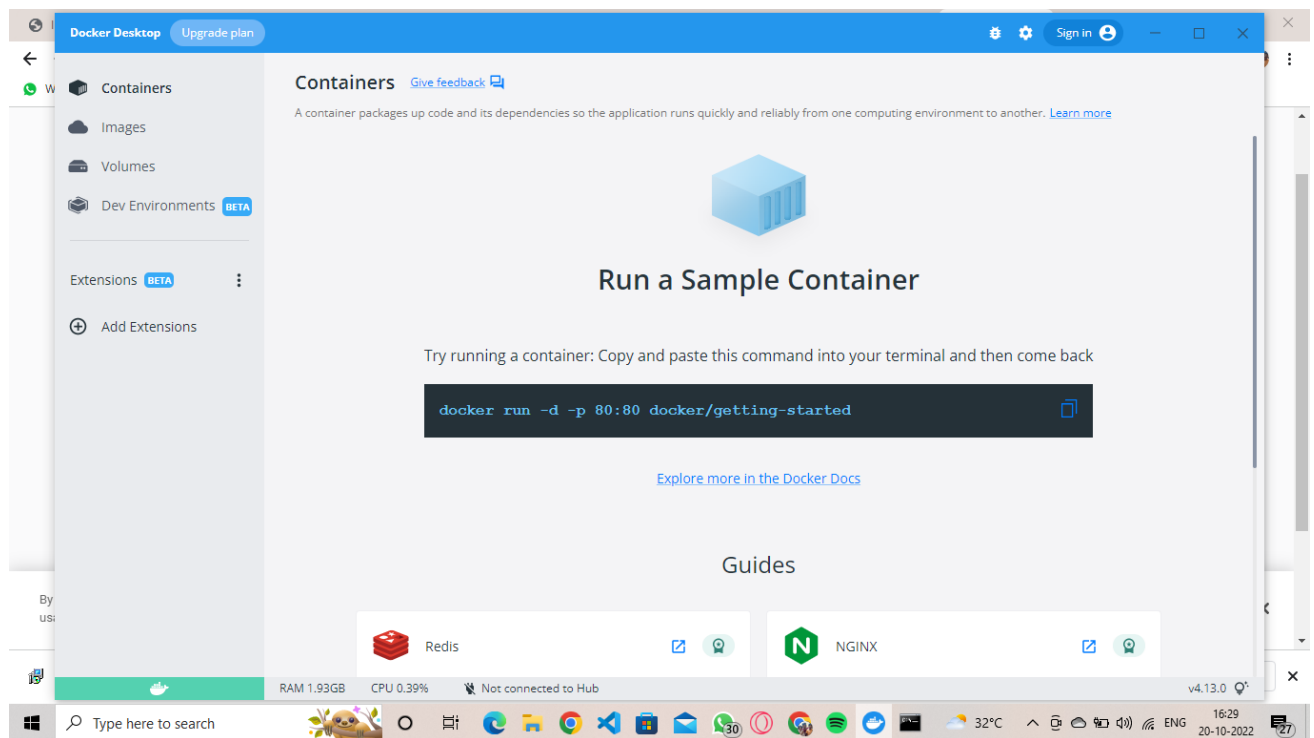 Docker Desktop Upgrade plan Sign in
Containers
Images
Volumes
Dev Environments BETA
Extensions BETA
Add Extensions
Containers Give feedback
A container packages up code and its dependencies so the application runs quickly and reliably from one computing environment to another. Learn more
Run a Sample Container
Try running a container: Copy and paste this command into your terminal and then come back
docker run -d -p 80:80 docker/getting-started
Explore more in the Docker Docs
Guides
Redis
N NGINX
By
RAM 1.93GB CPU 0.39% Not connected to Hub v4.13.0
Type here to search 30 32°C ENG 16:29
20-10-2022 27